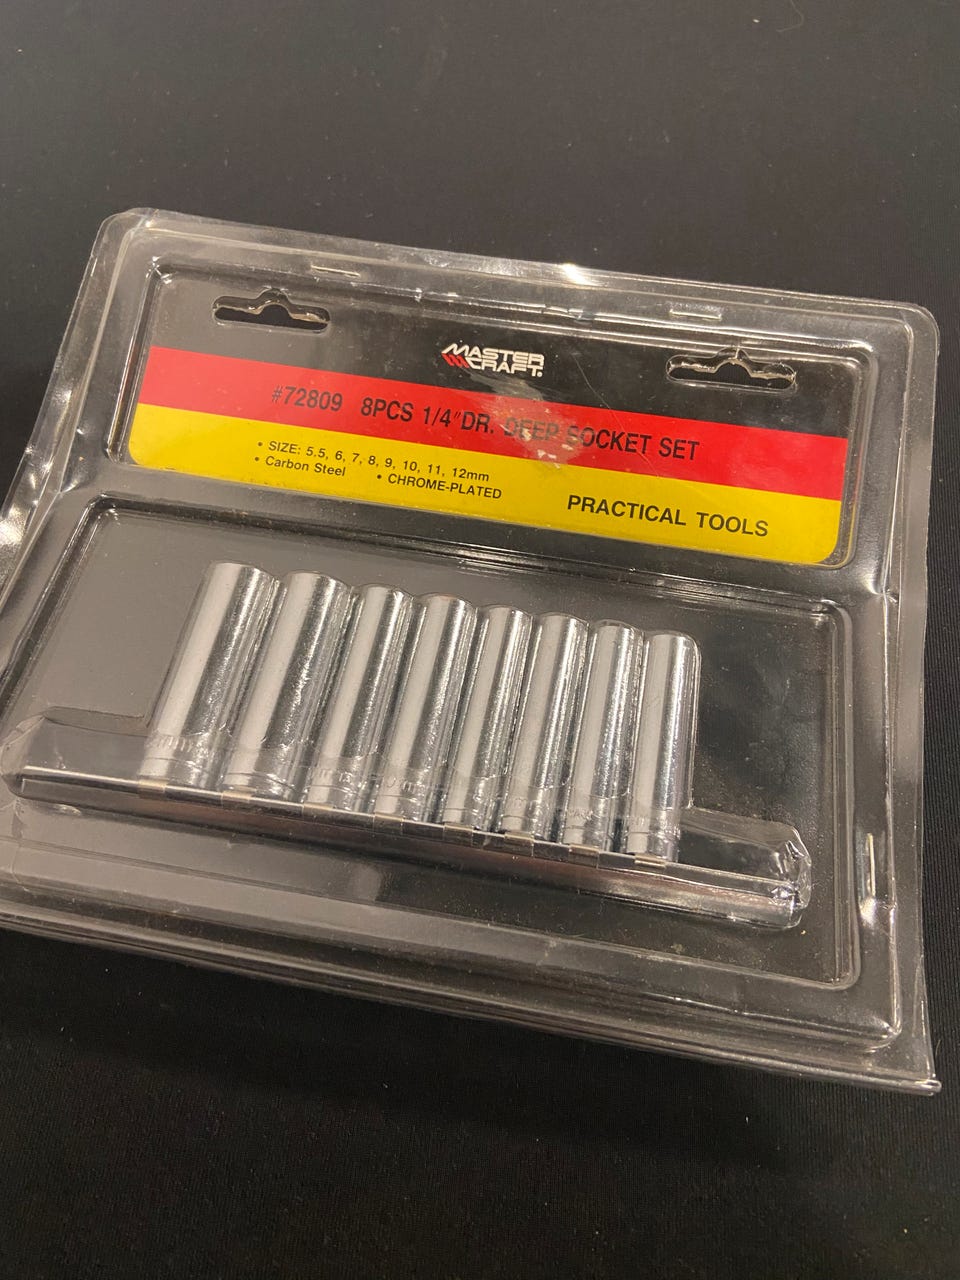 MASTER
CRAFT.
#72809 8PCS 1/4"DR. DEEP SOCKET SET
• SIZE: 5.5, 6, 7, 8, 9, 10, 11, 12mm
• Carbon Steel • CHROME-PLATED
PRACTICAL TOOLS